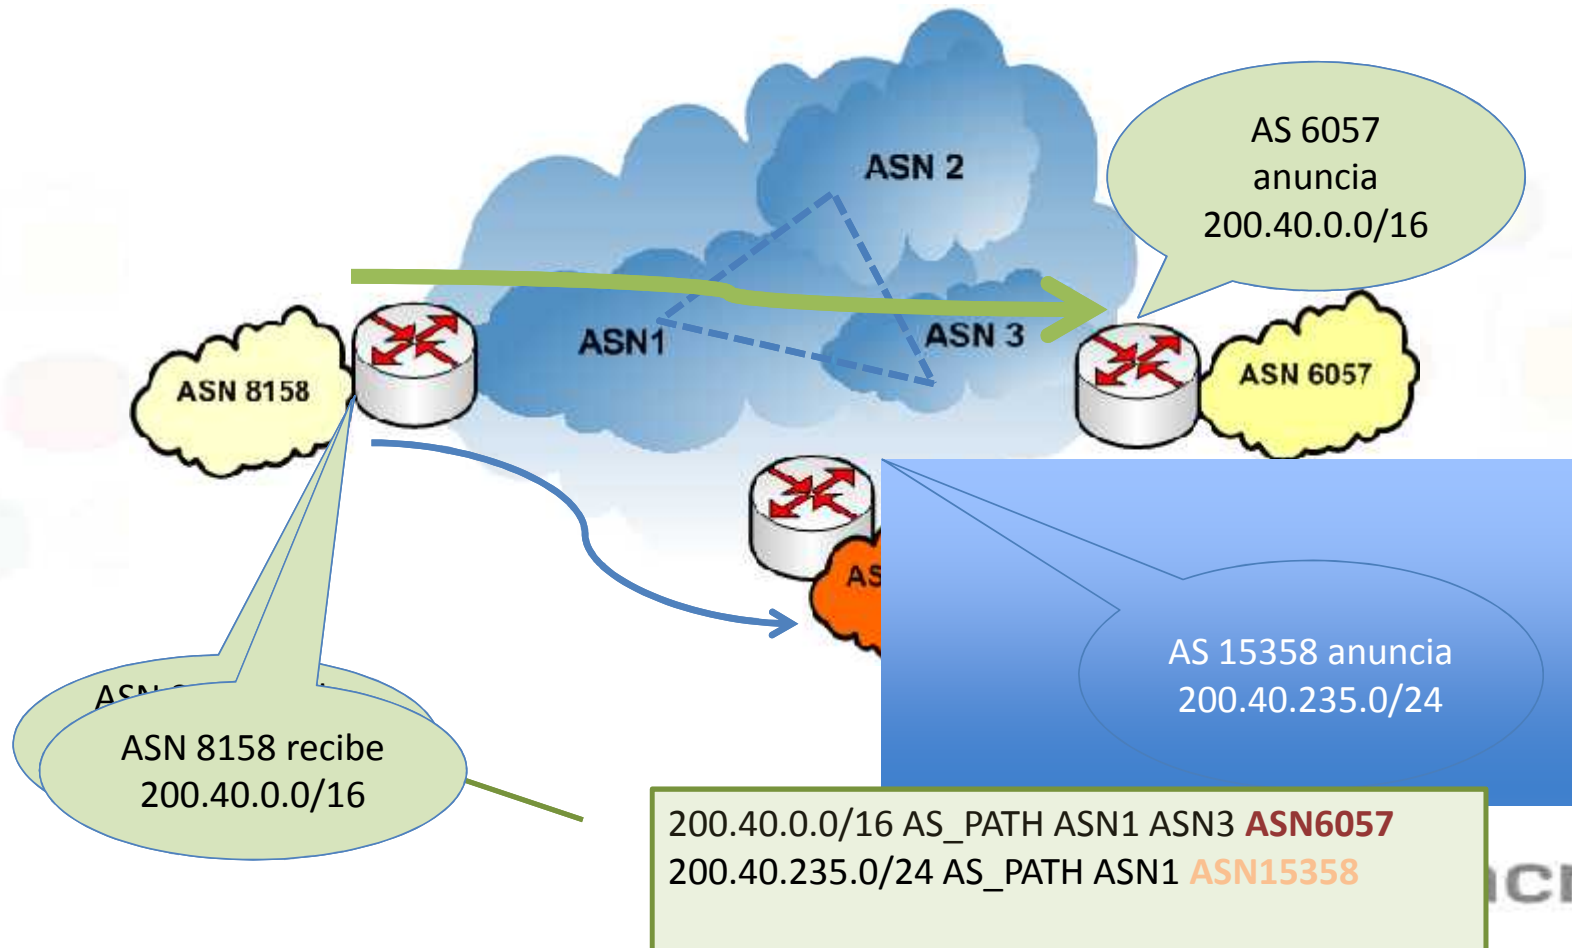 ASN 2
AS 6057
anuncia
200.40.0.0/16
ASN1
ASN 3
ASN 8158
ASN 6057
AS
AS 15358 anuncia
200.40.235.0/24
ASN
ASN 8158 recibe
200.40.0.0/16
200.40.0.0/16 AS_PATH ASN1 ASN3 ASN6057
200.40.235.0/24 AS_PATH ASN1 ASN15358